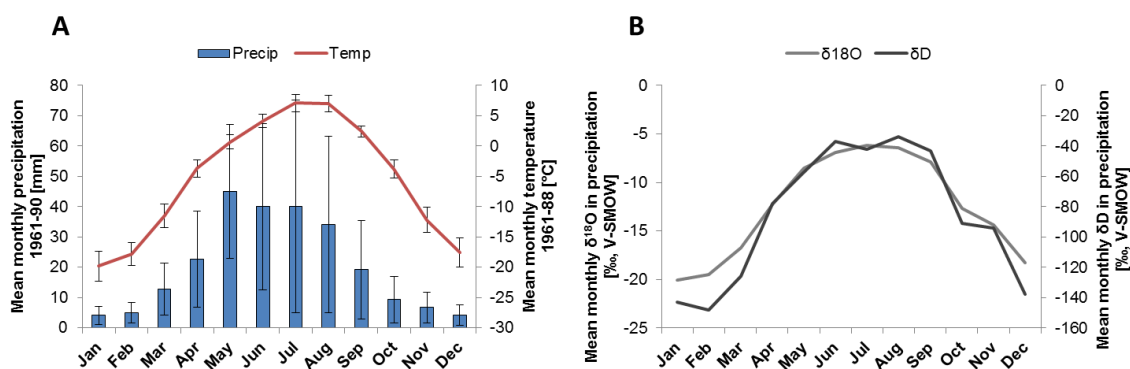 A
Precip Temp
Mean monthly precipitation
1961-90 [mm]
80
70
60
50
40
30
20
10
0
10
5
0
-5
-10
-15
-20
-25
-30
Mean monthly temperature
1961-88 [°C]
Jan Feb Mar Apr May Jun Jul Aug Sep Oct Nov Dec
B
δ18O δD
Mean monthly δ¹⁸O in precipitation
[‰, V-SMOW]
0
-5
-10
-15
-20
-25
0
-20
-40
-60
-80
-100
-120
-140
-160
Mean monthly δD in precipitation
[‰, V-SMOW]
Jan Feb Mar Apr May Jun Jul Aug Sep Oct Nov Dec